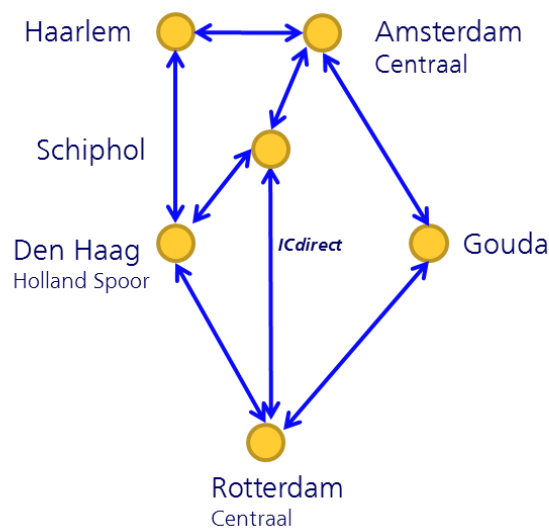 Haarlem
Amsterdam
Centraal
Schiphol
ICdirect
Den Haag
Holland Spoor
Gouda
Rotterdam
Centraal